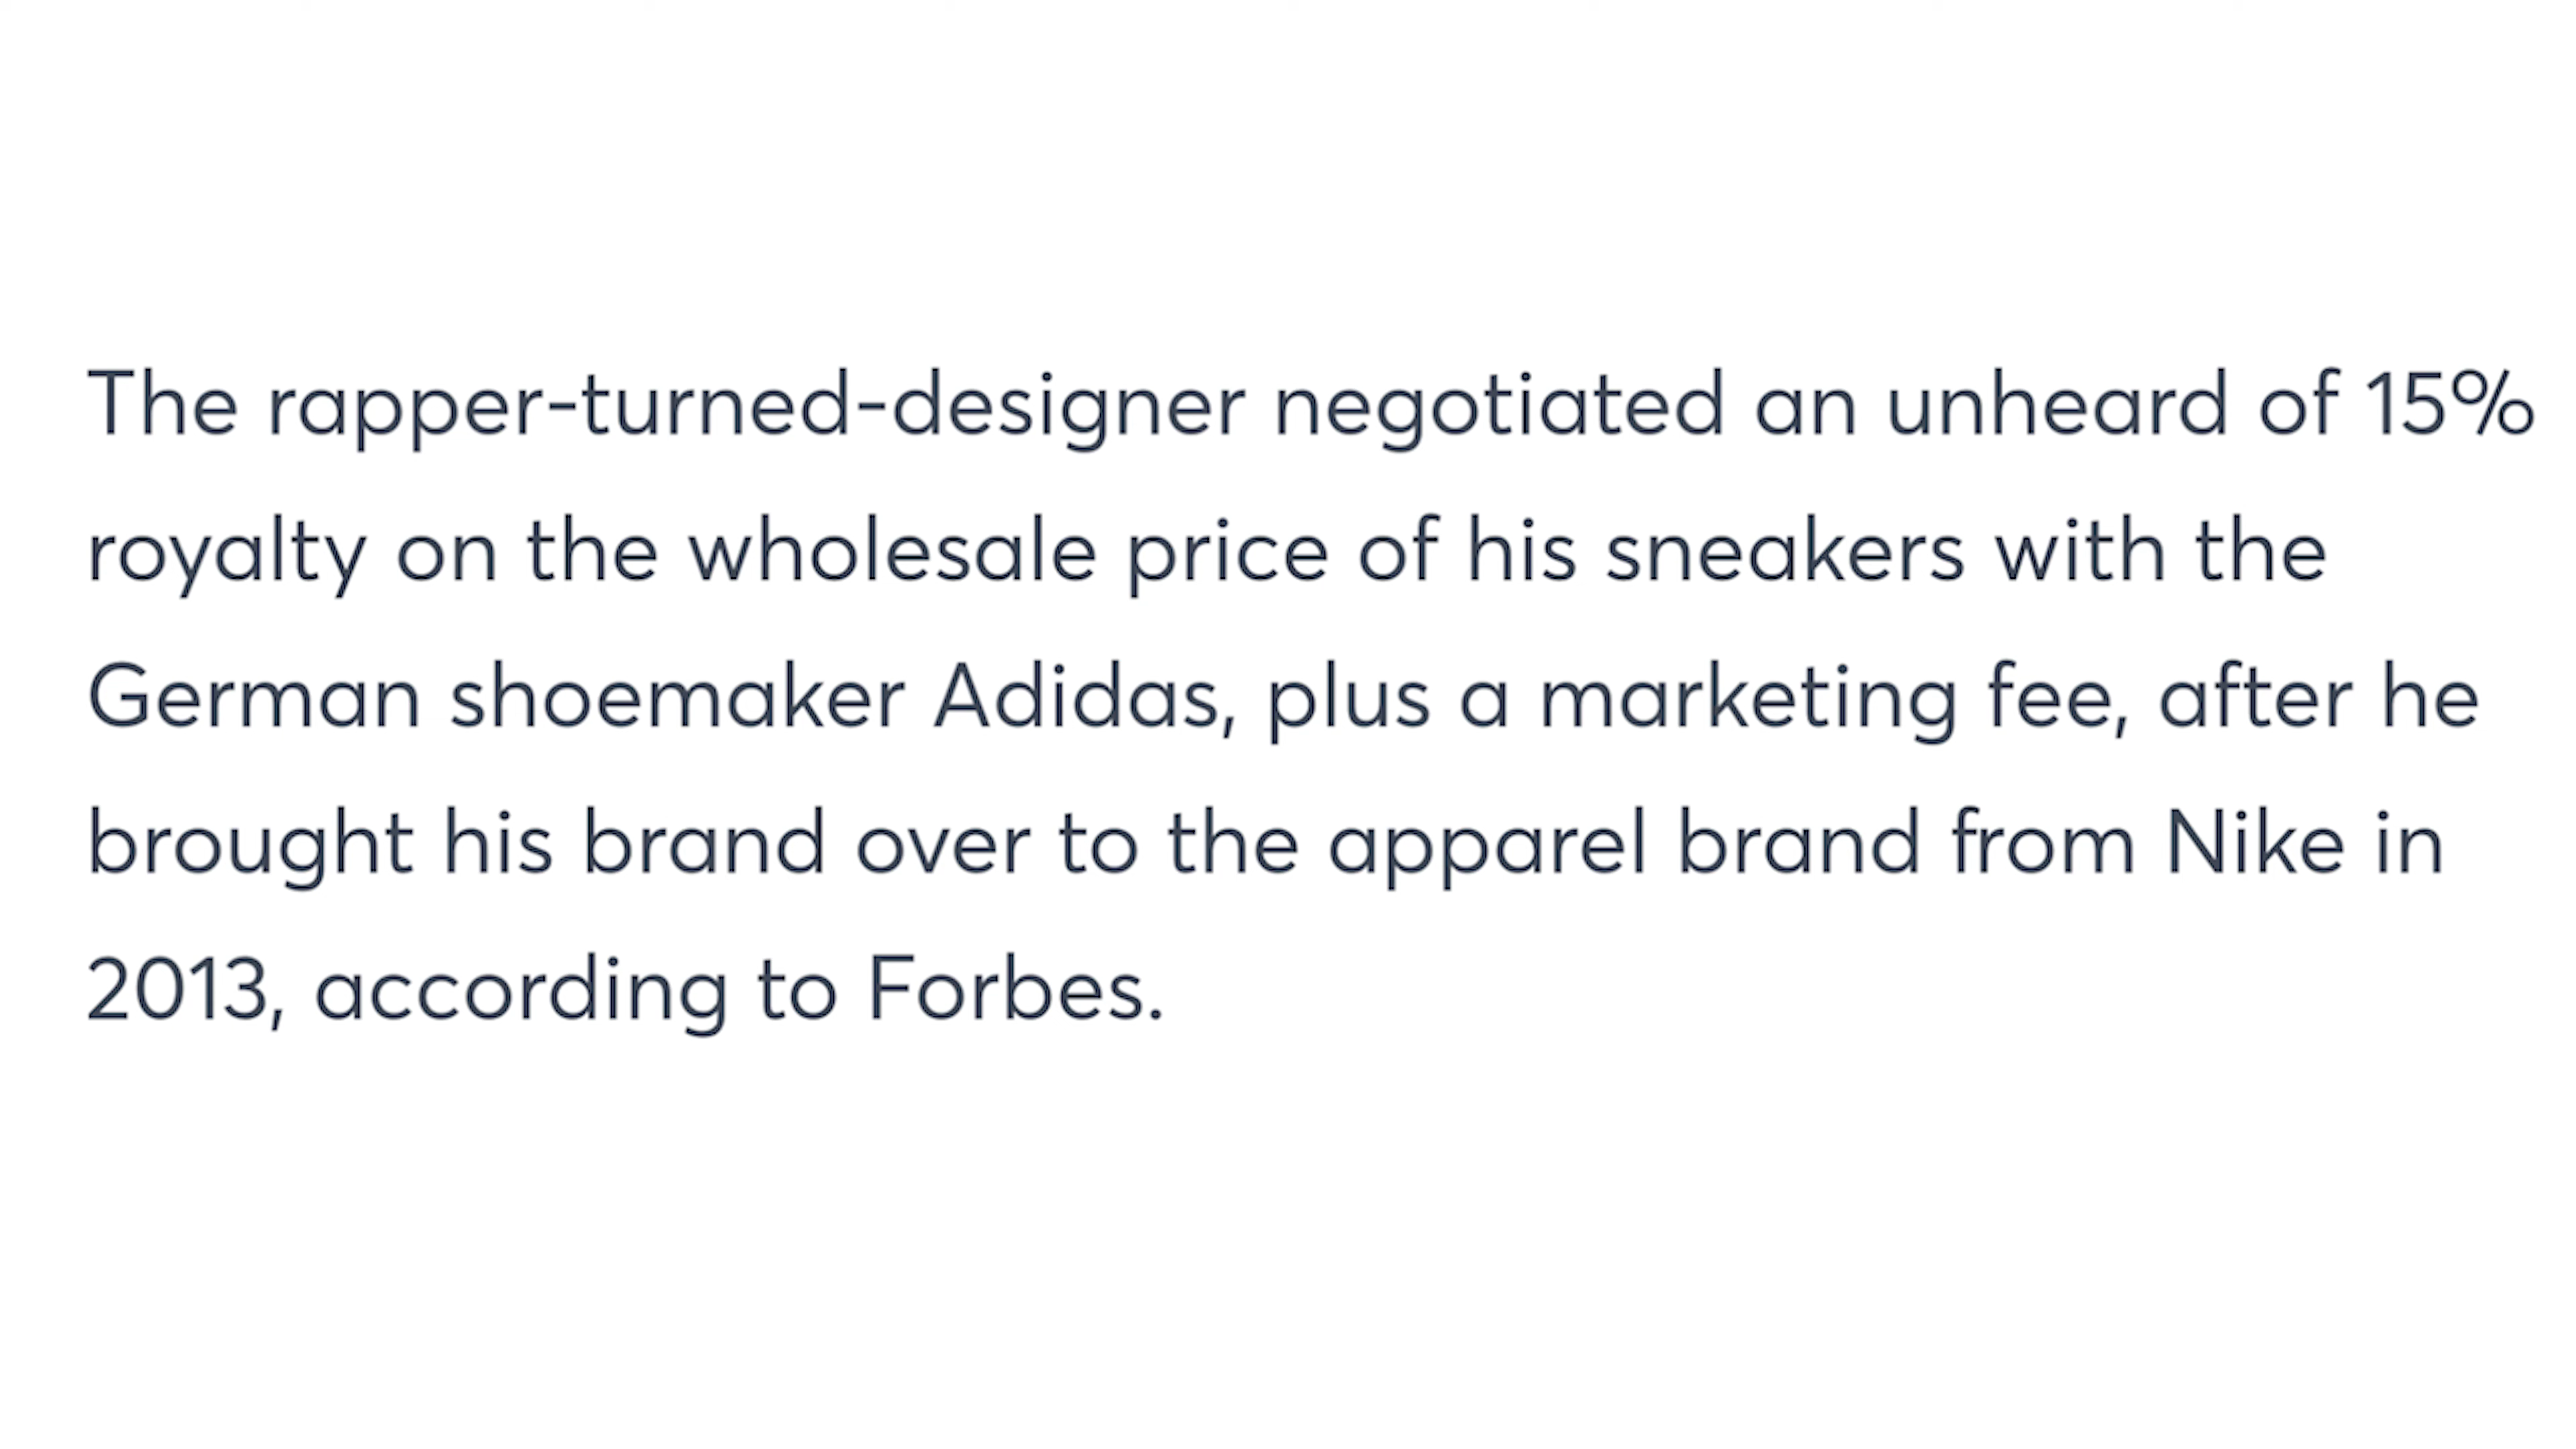 The rapper-turned-designer negotiated an unheard of 15%
royalty on the wholesale price of his sneakers with the
German shoemaker Adidas, plus a marketing fee, after he
brought his brand over to the apparel brand from Nike in
2013, according to Forbes.